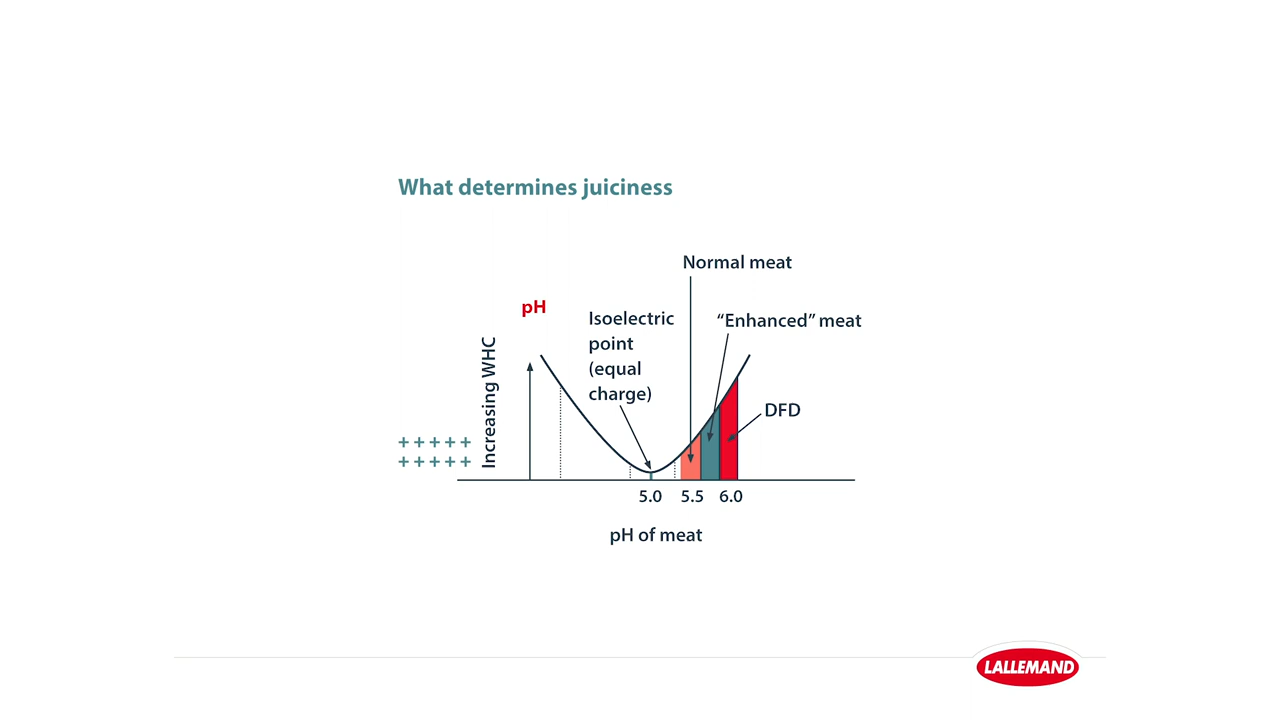 What determines juiciness
Normal meat
pH
Isoelectric
point
(equal
charge)
“Enhanced” meat
Increasing WHC
DFD
+ + + + +
+ + + + +
5.0 5.5 6.0
pH of meat
LALLEMAND